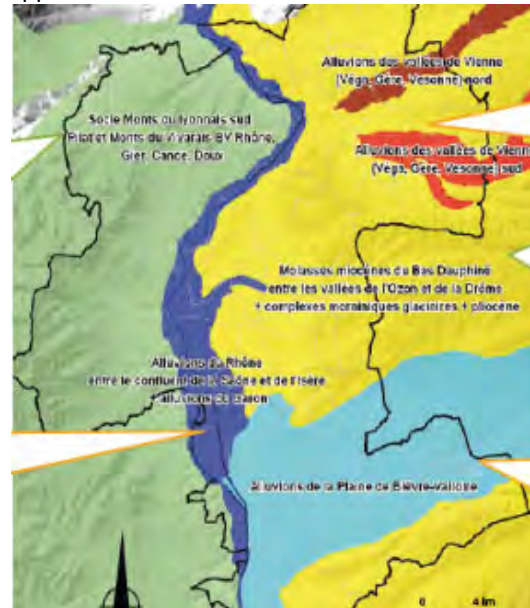 Alluvions des vallées de Vienne
(Véga, Gère, Vesonne) nord
Socle Monts du lyonnais sud
Pilat et Monts du Vivarais BV Rhône,
Gier, Cance, Doux
Alluvions des vallées de Vienn
(Véga, Gère, Vesonne) sud
Molasses miocènes du Bas Dauphiné
entre les vallées de l'Ozon et de la Drôme
+ complexes morainiques glaciaires + pliocène
Alluvions du Rhône
entre le confluent de la Saône et de l'Isère
+ alluvions du Garon
Alluvions de la Plaine de Bièvre-Valloire
0 4 km